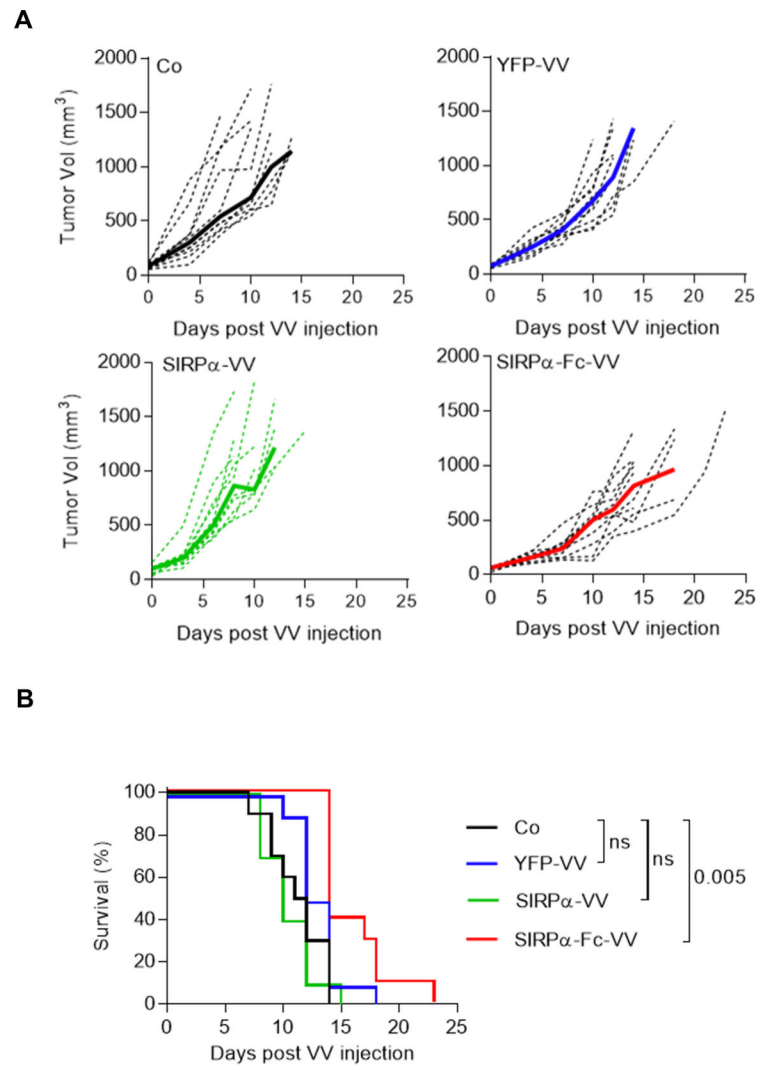 A
Co
2000
1500
1000
500
0
Tumor Vol (mm³)
0 5 10 15 20 25
Days post VV injection
YFP-VV
2000
1500
1000
500
0
0 5 10 15 20 25
Days post VV injection
SIRPα-VV
2000
1500
1000
500
0
Tumor Vol (mm³)
0 5 10 15 20 25
Days post VV injection
SIRPα-Fc-VV
2000
1500
1000
500
0
0 5 10 15 20 25
Days post VV injection
B
100
80
60
40
20
0
Survival (%)
0 5 10 15 20 25
Days post VV injection
Co
YFP-VV
SIRPα-VV
SIRPα-Fc-VV
ns
ns
0.005